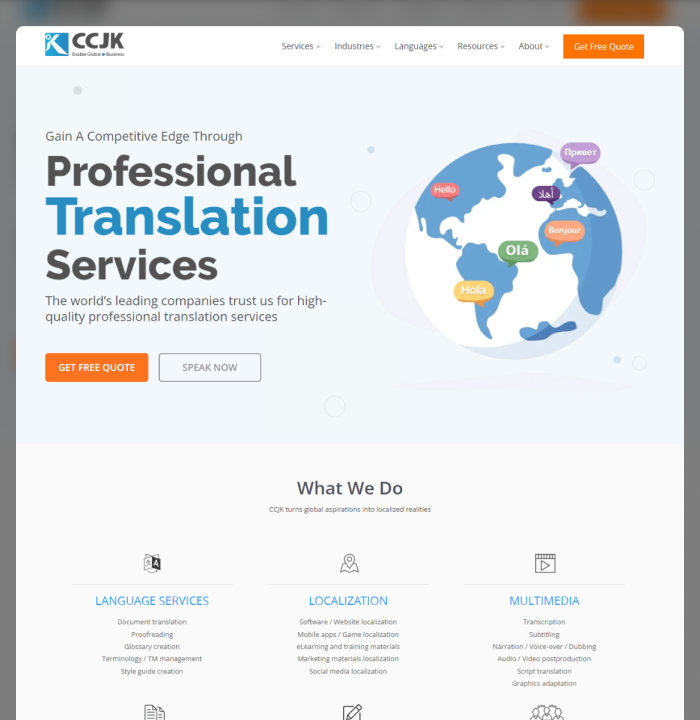 CCJK
Enable Global e-Business
Services
Industries
Languages
Resources
About
Get Free Quote
Gain A Competitive Edge Through
Professional
Translation
Services
The world's leading companies trust us for high-
quality professional translation services
GET FREE QUOTE
SPEAK NOW
Привет
Hello
أهلا
Bonjour
Olá
Hola
What We Do
CCJK turns global aspirations into localized realities
LANGUAGE SERVICES
Document translation
Proofreading
Glossary creation
Terminology / TM management
Style guide creation
LOCALIZATION
Software / Website localization
Mobile apps / Game localization
eLearning and training materials
Marketing materials localization
Social media localization
MULTIMEDIA
Transcription
Subtitling
Narration / Voice-over / Dubbing
Audio / Video postproduction
Script translation
Graphics adaptation